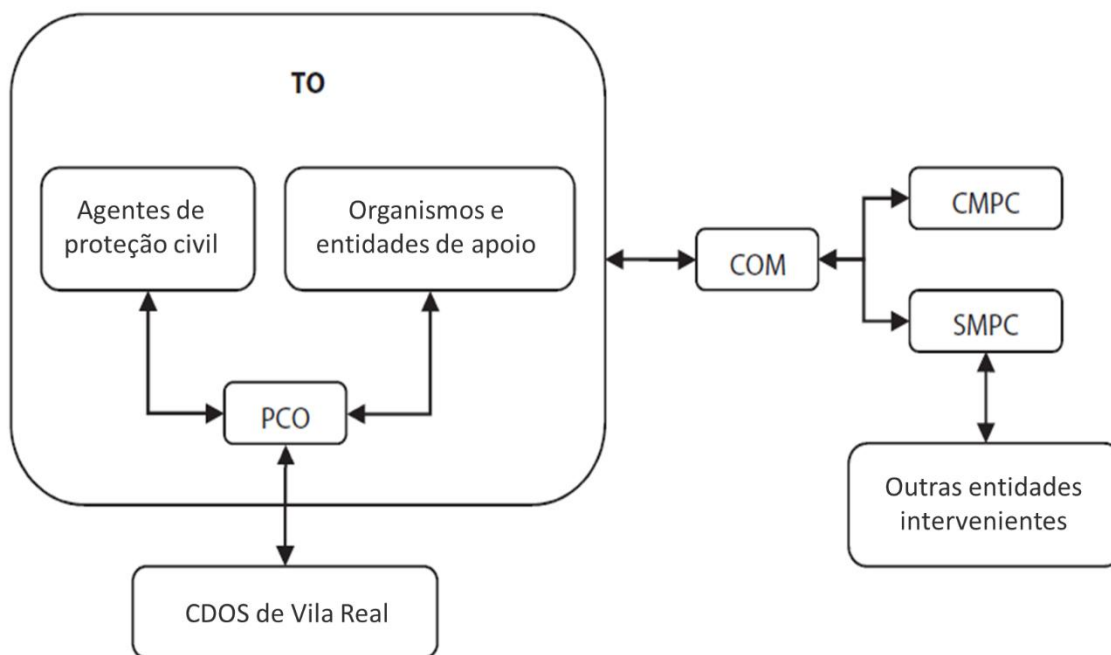 TO
Agentes de
proteção civil
Organismos e
entidades de apoio
PCO
CDOS de Vila Real
COM
CMPC
SMPC
Outras entidades
intervenientes